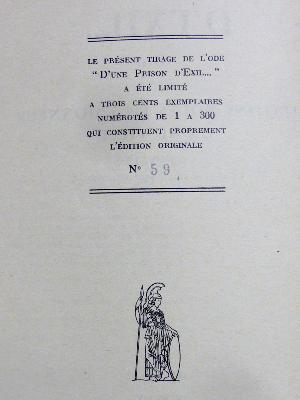 LE PRÉSENT TIRAGE DE L'ODE
"D'UNE PRISON D'EXIL..."
A ÉTÉ LIMITÉ
A TROIS CENTS EXEMPLAIRES
NUMÉROTÉS DE 1 A 300
QUI CONSTITUENT PROPREMENT
L'ÉDITION ORIGINALE
Nº 59